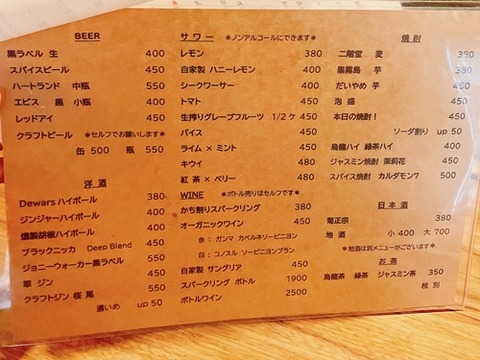 BEER
黒ラベル 生 400
スパイスビール 450
ハートランド 中瓶 550
エビス 黒 小瓶 400
レッドアイ 450
クラフトビール *セルフでお願いします*
缶 500 瓶 550
洋 酒
Dewarsハイボール 380
ジンジャーハイボール 400
燻製胡椒ハイボール 400
ブラックニッカ Deep Blend 450
ジョニーウォーカー黒ラベル 550
翠 ジン 450
クラフトジン 桜 尾 550
濃いめ up 50
サ ワ ー *ノンアルコールにできます*
レモン 380
自家製 ハニーレモン 400
シークワーサー 400
トマト 450
生搾りグレープフルーツ 1/2 ケ 450
バイス 450
ライム × ミント 450
キウイ 480
紅 茶 × ベリー 480
WINE *ボトル売りはセルフです*
かち割りスパークリング 380
オーガニックワイン 450
赤: ガンマ カベルネソービニヨン
白: コノスル ソービニヨンブラン
自家製 サングリア 450
スパークリング ボトル 1900
ボトルワイン 2500
焼 酎
二階堂 麦 380
黒霧島 芋 380
だいやめ 芋 450
泡 盛 450
本日の焼酎! 450
ソーダ割り up 50
烏龍ハイ 緑茶ハイ 400
ジャスミン焼酎 茉莉花 450
スパイス焼酎 カルダモン7 500
日 本 酒
菊正宗 380
地 酒 小 400 大 700
*地酒は別メニューがございます*
お 茶
烏龍茶 緑茶 ジャスミン茶 350
税 別